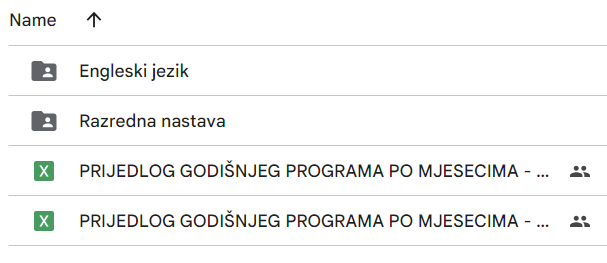 Name
Engleski jezik
Razredna nastava
X PRIJEDLOG GODIŠNJEG PROGRAMA PO MJESECIMA - ...
X PRIJEDLOG GODIŠNJEG PROGRAMA PO MJESECIMA - ...